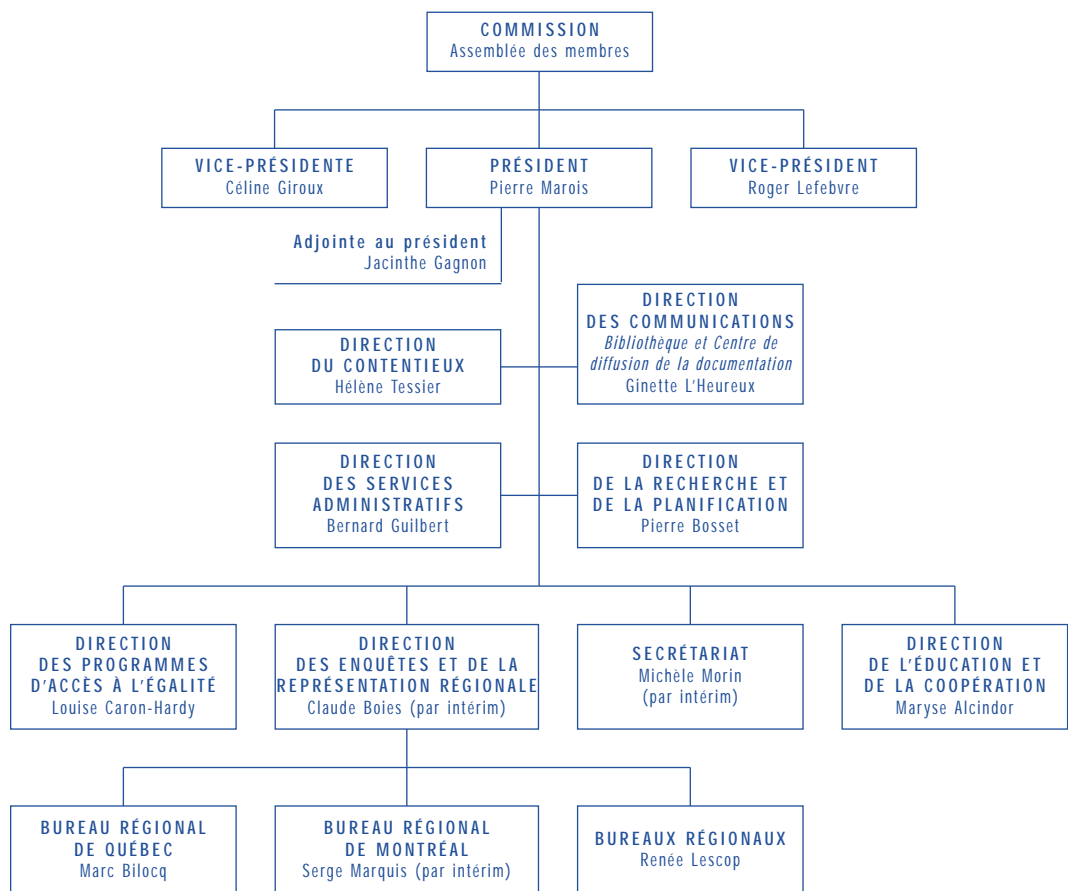 COMMISSION
Assemblée des membres
VICE-PRÉSIDENTE
Céline Giroux
PRÉSIDENT
Pierre Marois
VICE-PRÉSIDENT
Roger Lefebvre
Adjointe au président
Jacinthe Gagnon
DIRECTION
DU CONTENTIEUX
Hélène Tessier
DIRECTION
DES COMMUNICATIONS
Bibliothèque et Centre de
diffusion de la documentation
Ginette L'Heureux
DIRECTION
DES SERVICES
ADMINISTRATIFS
Bernard Guilbert
DIRECTION
DE LA RECHERCHE ET
DE LA PLANIFICATION
Pierre Bosset
DIRECTION
DES PROGRAMMES
D'ACCÈS À L'ÉGALITÉ
Louise Caron-Hardy
DIRECTION
DES ENQUÊTES ET DE LA
REPRÉSENTATION RÉGIONALE
Claude Boies (par intérim)
SECRÉTARIAT
Michèle Morin
(par intérim)
DIRECTION
DE L'ÉDUCATION ET
DE LA COOPÉRATION
Maryse Alcindor
BUREAU RÉGIONAL
DE QUÉBEC
Marc Bilocq
BUREAU RÉGIONAL
DE MONTRÉAL
Serge Marquis (par intérim)
BUREAUX RÉGIONAUX
Renée Lescop